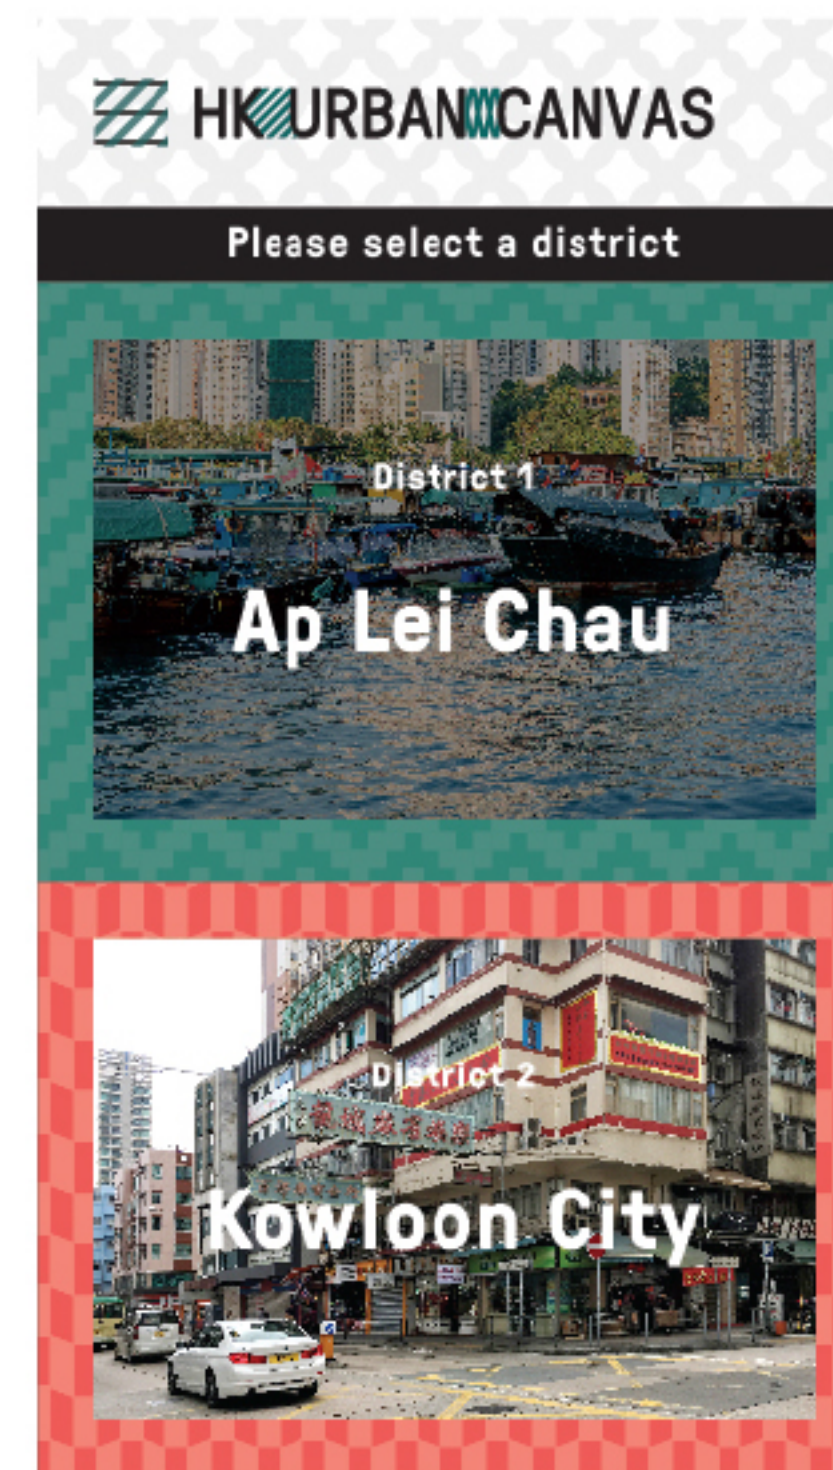 HK URBAN CANVAS
Please select a district
District 1
Ap Lei Chau
District 2
Kowloon City